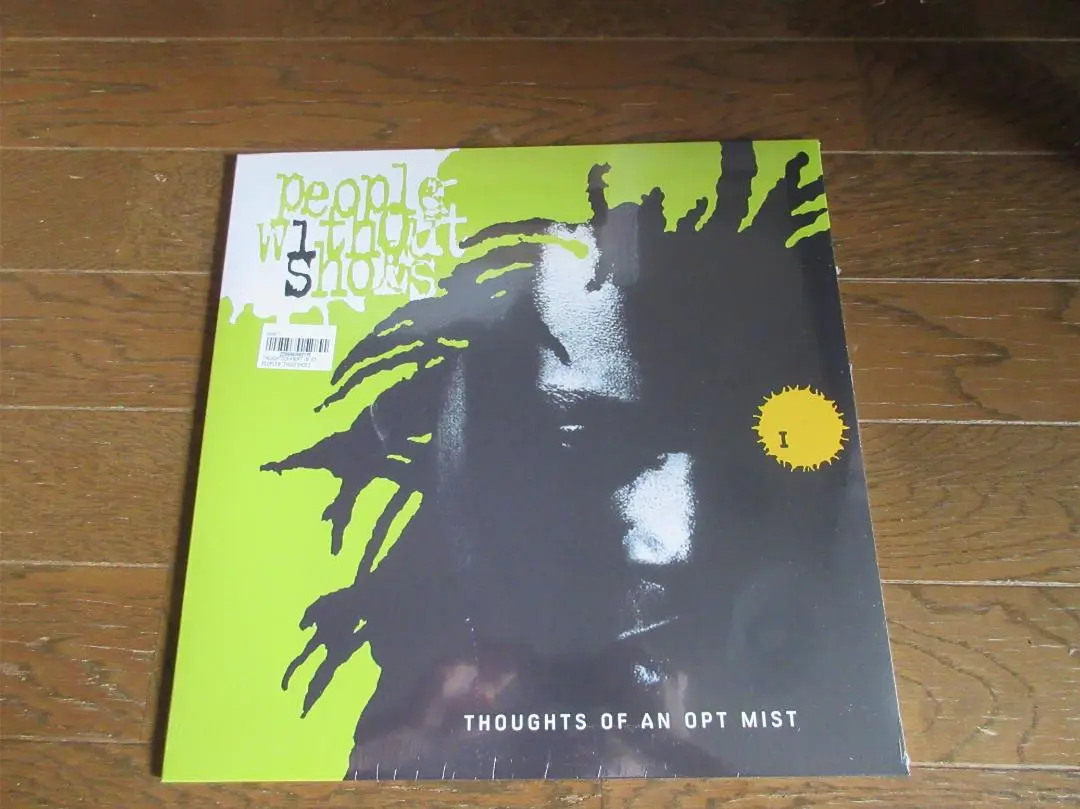 people
without
Shoes
I
THOUGHTS OF AN OPT MIST